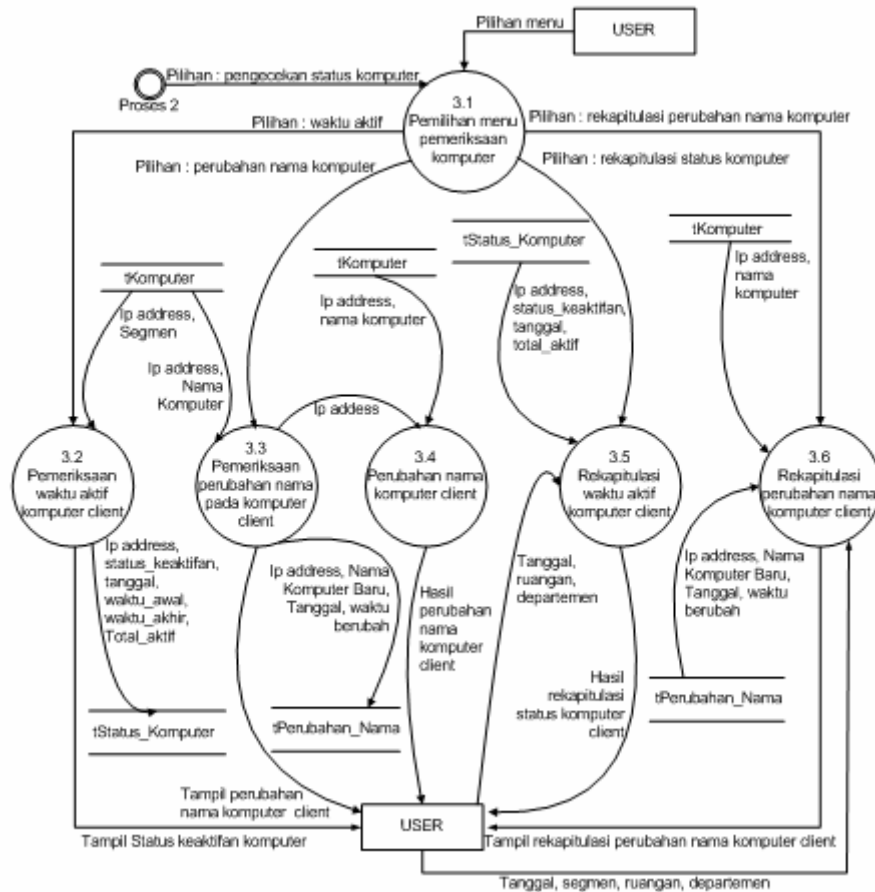 Pilihan menu
USER
Pilihan : pengecekan status komputer
Proses 2
3.1
Pemilihan menu
pemeriksaan
komputer
Pilihan : waktu aktif
Pilihan : rekapitulasi perubahan nama komputer
Pilihan : perubahan nama komputer
Pilihan : rekapitulasi status komputer
tKomputer
tKomputer
tStatus_Komputer
tKomputer
Ip address,
Segmen
Ip address,
Nama
Komputer
Ip address,
nama komputer
Ip address,
status_keaktifan,
tanggal,
total_aktif
Ip address,
nama
komputer
Ip addess
3.2
Pemeriksaan
waktu aktif
komputer client
3.3
Pemeriksaan
perubahan nama
pada komputer
client
3.4
Perubahan nama
komputer client
3.5
Rekapitulasi
waktu aktif
komputer client
3.6
Rekapitulasi
perubahan nama
komputer client
Ip address,
status_keaktifan,
tanggal,
waktu_awal,
waktu_akhir,
Total_aktif
Ip address, Nama
Komputer Baru,
Tanggal, waktu
berubah
Hasil
perubahan
nama
komputer
client
Tanggal,
ruangan,
departemen
Hasil
rekapitulasi
status komputer
client
Ip address, Nama
Komputer Baru,
Tanggal, waktu
berubah
tStatus_Komputer
tPerubahan_Nama
tPerubahan_Nama
Tampil perubahan
nama komputer client
USER
Tampil Status keaktifan komputer
Tampil rekapitulasi perubahan nama komputer client
Tanggal, segmen, ruangan, departemen